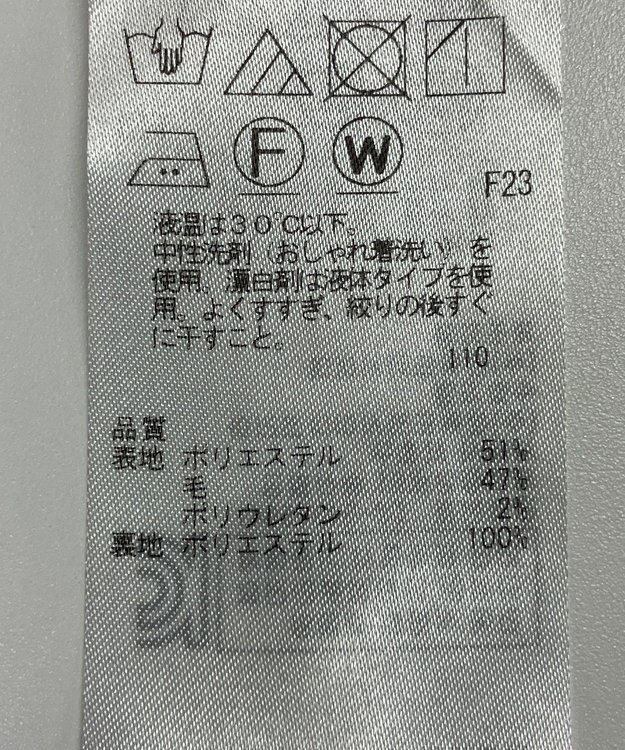 F
W
F23
液温は30℃以下。
中性洗剤（おしゃれ着洗い）を
使用。漂白剤は液体タイプを使
用。よくすすぎ、絞りの後すぐ
に干すこと。
110
品質
表地 ポリエステル 51%
毛 47%
ポリウレタン 2%
裏地 ポリエステル 100%